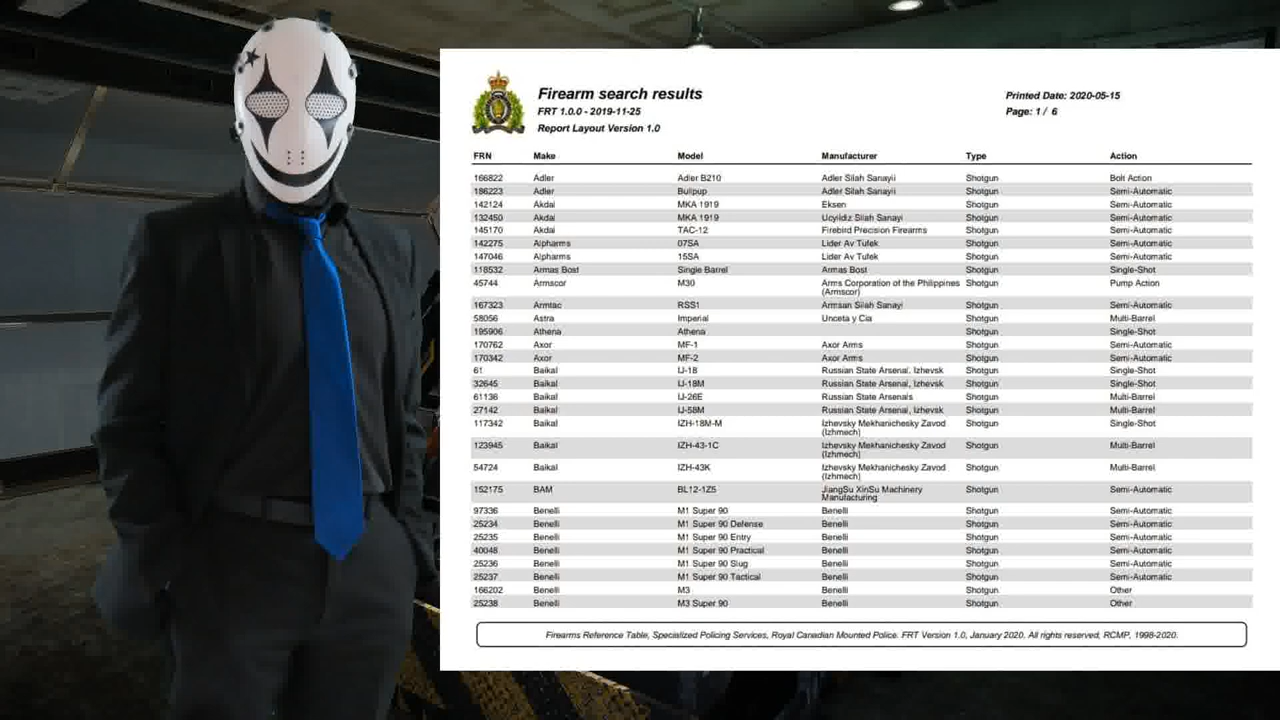 Firearm search results
FRT 1.0.0 - 2019-11-25
Report Layout Version 1.0
Printed Date: 2020-05-15
Page: 1 / 6
FRN Make Model Manufacturer Type Action
166822 Adler Adler B210 Adler Silah Sanayii Shotgun Bolt Action
186223 Adler Bullpup Adler Silah Sanayii Shotgun Semi-Automatic
142124 Akdal MKA 1919 Eksen Shotgun Semi-Automatic
132450 Akdal MKA 1919 Ucyildiz Silah Sanayi Shotgun Semi-Automatic
145170 Akdal TAC-12 Firebird Precision Firearms Shotgun Semi-Automatic
142275 Alpharms 07SA Lider Av Tufek Shotgun Semi-Automatic
147046 Alpharms 15SA Lider Av Tufek Shotgun Semi-Automatic
118532 Armas Bost Single Barrel Armas Bost Shotgun Single-Shot
45744 Armscor M30 Arms Corporation of the Philippines Shotgun Pump Action
(Armscor)
167323 Armtac RSS1 Armsan Silah Sanayi Shotgun Semi-Automatic
58056 Astra Imperial Unceta y Cia Shotgun Multi-Barrel
195906 Athena Athena Shotgun Single-Shot
170762 Axor MF-1 Axor Arms Shotgun Semi-Automatic
170342 Axor MF-2 Axor Arms Shotgun Semi-Automatic
61 Baikal IJ-18 Russian State Arsenal, Izhevsk Shotgun Single-Shot
32645 Baikal IJ-18M Russian State Arsenal, Izhevsk Shotgun Single-Shot
61136 Baikal IJ-26E Russian State Arsenals Shotgun Multi-Barrel
27142 Baikal IJ-58M Russian State Arsenal, Izhevsk Shotgun Multi-Barrel
117342 Baikal IZH-18M-M Izhevsky Mekhanichesky Zavod Shotgun Single-Shot
(Izhmech)
123945 Baikal IZH-43-1C Izhevsky Mekhanichesky Zavod Shotgun Multi-Barrel
(Izhmech)
54724 Baikal IZH-43K Izhevsky Mekhanichesky Zavod Shotgun Multi-Barrel
(Izhmech)
152175 BAM BL12-1Z5 JiangSu XinSu Machinery Shotgun Semi-Automatic
Manufacturing
97336 Benelli M1 Super 90 Benelli Shotgun Semi-Automatic
25234 Benelli M1 Super 90 Defense Benelli Shotgun Semi-Automatic
25235 Benelli M1 Super 90 Entry Benelli Shotgun Semi-Automatic
40048 Benelli M1 Super 90 Practical Benelli Shotgun Semi-Automatic
25236 Benelli M1 Super 90 Slug Benelli Shotgun Semi-Automatic
25237 Benelli M1 Super 90 Tactical Benelli Shotgun Semi-Automatic
166202 Benelli M3 Benelli Shotgun Other
25238 Benelli M3 Super 90 Benelli Shotgun Other
Firearms Reference Table, Specialized Policing Services, Royal Canadian Mounted Police. FRT Version 1.0, January 2020. All rights reserved, RCMP, 1998-2020.